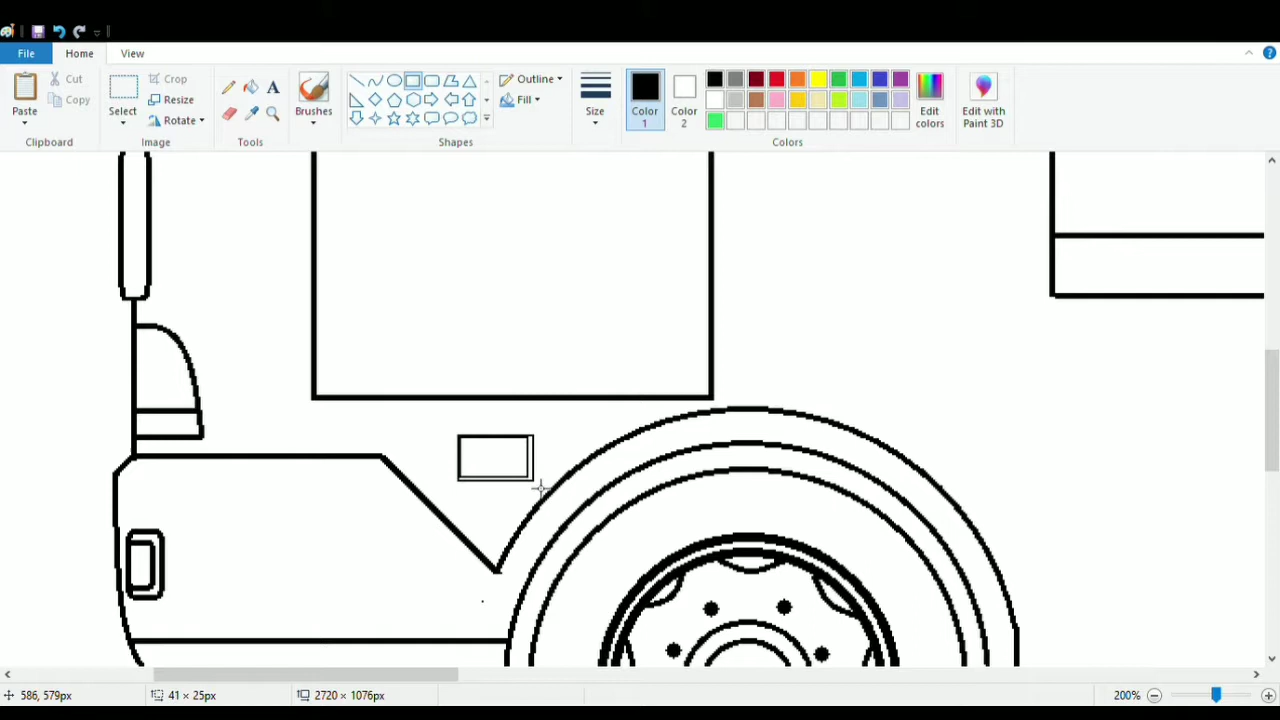 File Home View
Paste Cut Copy
Clipboard
Select Crop Resize Rotate
Image
A
Tools
Brushes
Outline Fill
Shapes
Size
Color 1
Color 2
Edit colors
Colors
Edit with Paint 3D
586, 579px 41 × 25px 2720 × 1076px 200%